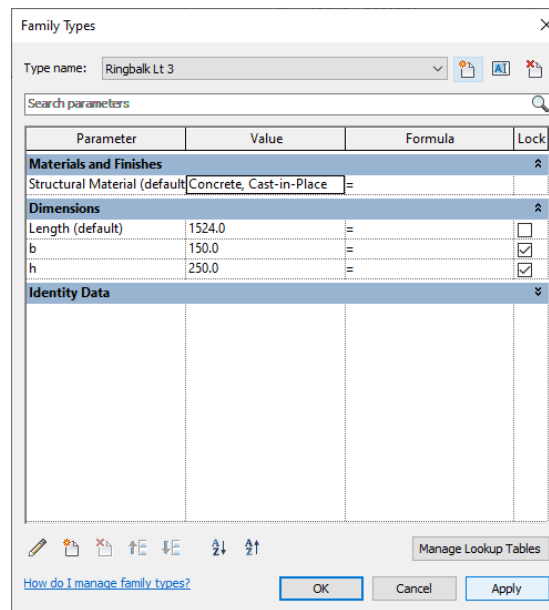 Family Types
Type name: Ringbalk Lt 3
Search parameters
Parameter Value Formula Lock
Materials and Finishes
Structural Material (default Concrete, Cast-in-Place =
Dimensions
Length (default) 1524.0 =
b 150.0 =
h 250.0 =
Identity Data
Manage Lookup Tables
How do I manage family types?
OK Cancel Apply